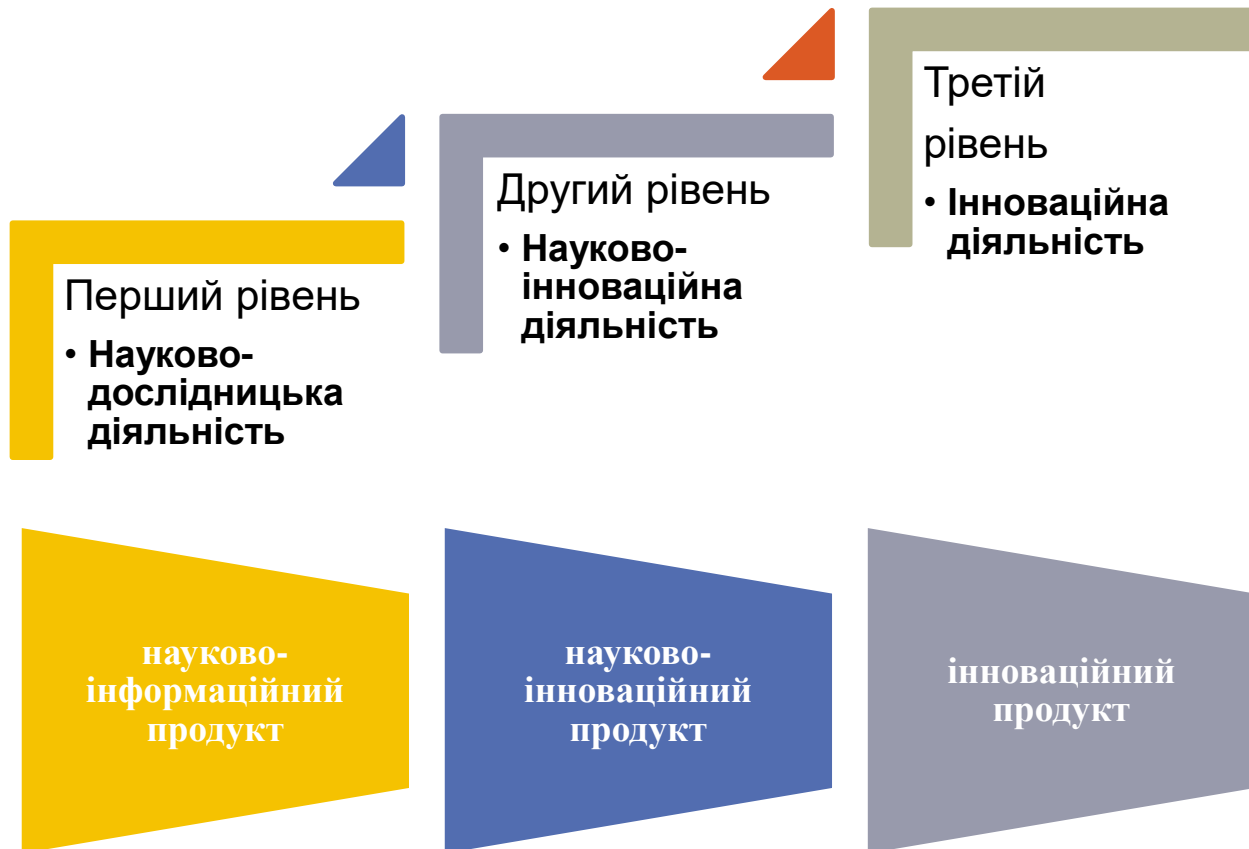 Перший рівень
• Науково-
дослідницька
діяльність
Другий рівень
• Науково-
інноваційна
діяльність
Третій
рівень
• Інноваційна
діяльність
науково-
інформаційний
продукт
науково-
інноваційний
продукт
інноваційний
продукт